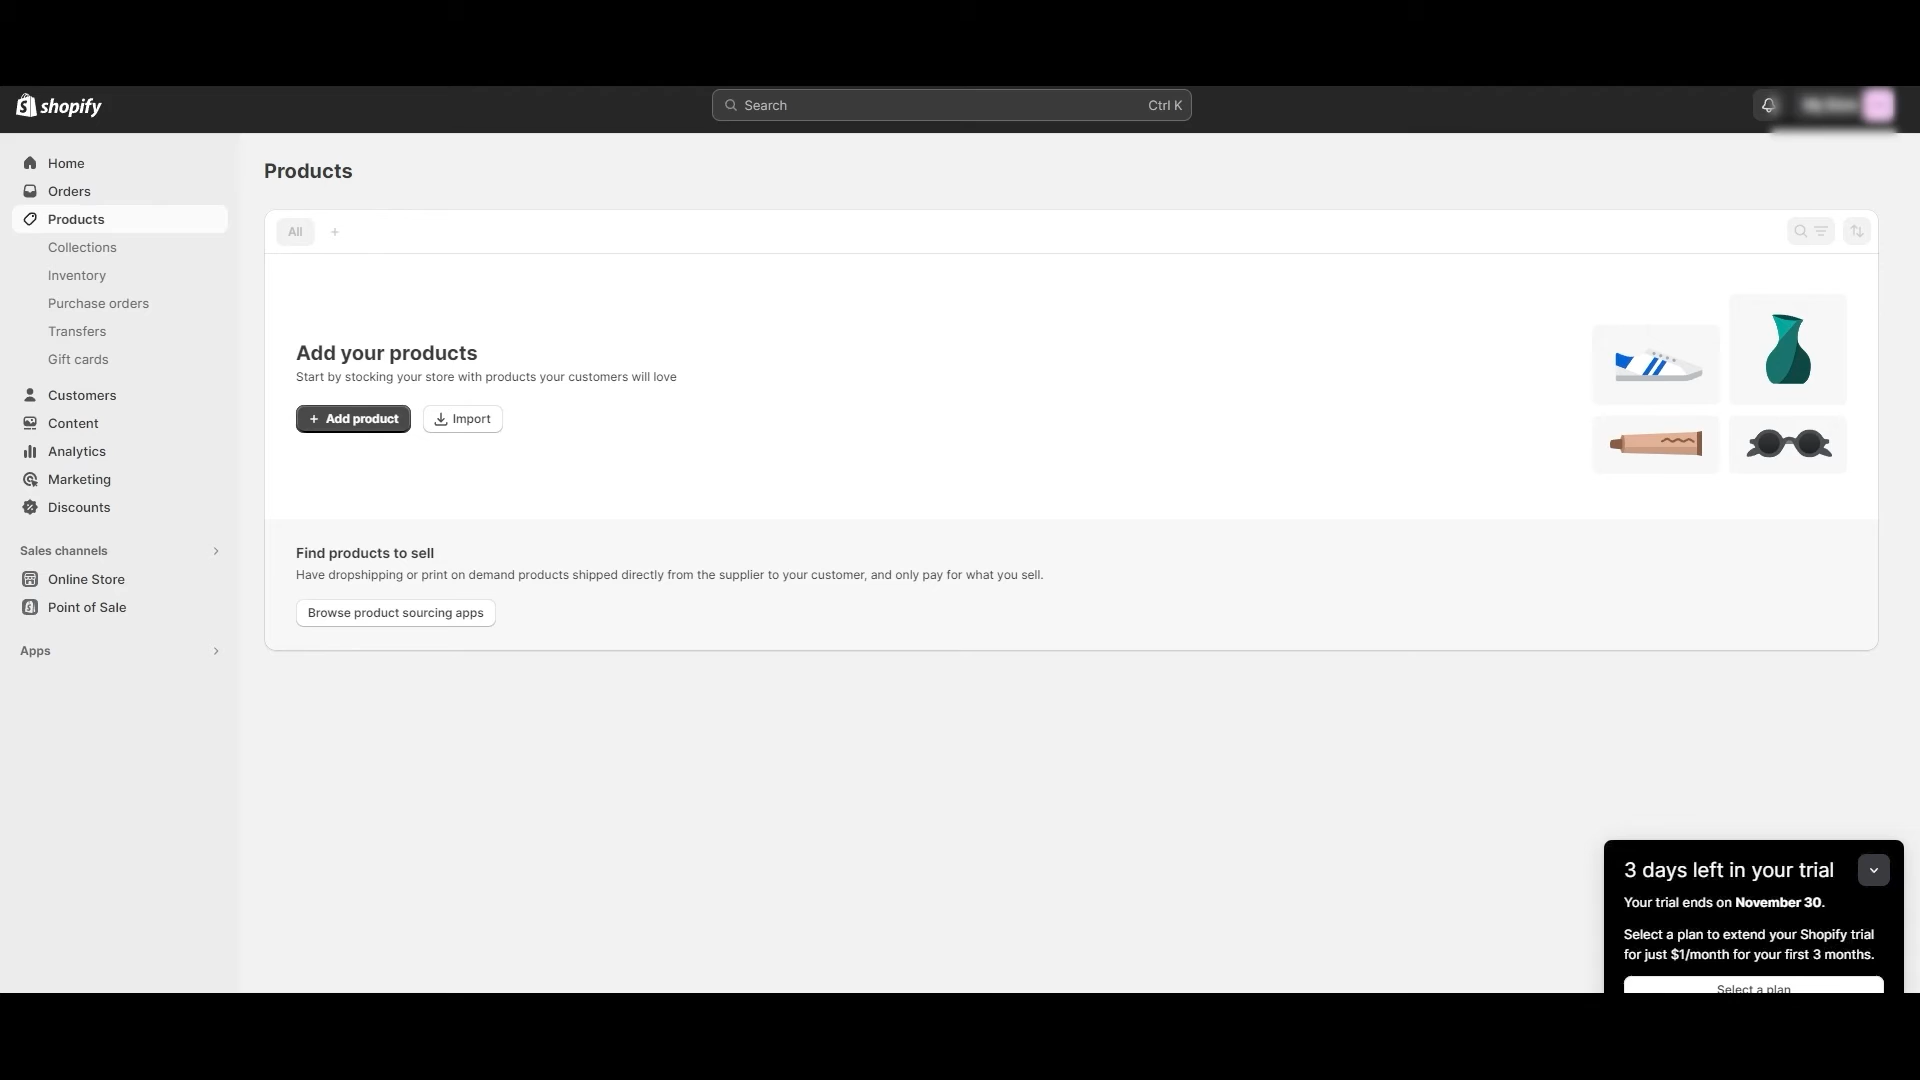 shopify
Search Ctrl K
Home
Orders
Products
Collections
Inventory
Purchase orders
Transfers
Gift cards
Customers
Content
Analytics
Marketing
Discounts
Sales channels
Online Store
Point of Sale
Apps
Products
All +
Add your products
Start by stocking your store with products your customers will love
+ Add product Import
Find products to sell
Have dropshipping or print on demand products shipped directly from the supplier to your customer, and only pay for what you sell.
Browse product sourcing apps
3 days left in your trial
Your trial ends on November 30.
Select a plan to extend your Shopify trial
for just $1/month for your first 3 months.
Select a plan